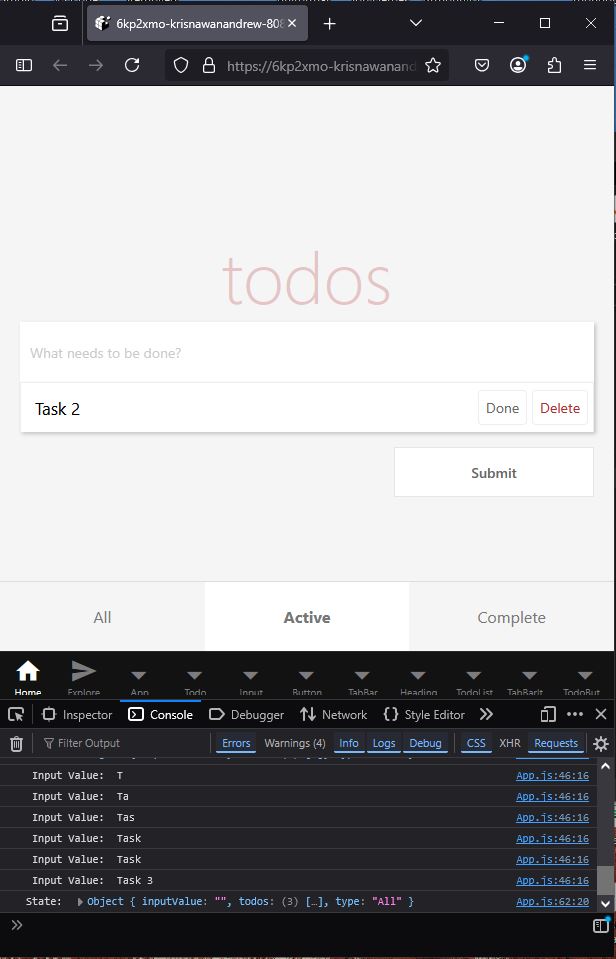 6kp2xmo-krisnawanandrew-808
https://6kp2xmo-krisnawanand
todos
What needs to be done?
Task 2
Done
Delete
Submit
All
Active
Complete
Home
Explore
App
Todo
Input
Button
TabBar
Heading
TodoList
TabBarIt
TodoBut
Inspector
Console
Debugger
Network
Style Editor
Filter Output
Errors
Warnings (4)
Info
Logs
Debug
CSS
XHR
Requests
Input Value: T App.js:46:16
Input Value: Ta App.js:46:16
Input Value: Tas App.js:46:16
Input Value: Task App.js:46:16
Input Value: Task App.js:46:16
Input Value: Task 3 App.js:46:16
State: Object { inputValue: "", todos: (3) […], type: "All" } App.js:62:20